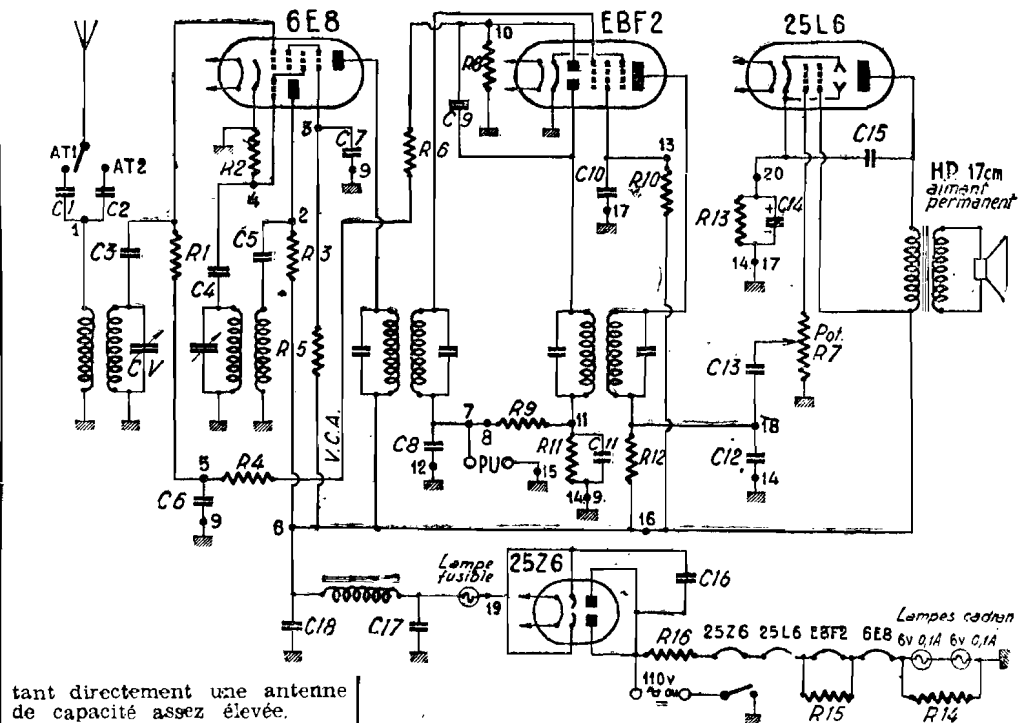 6E8
EBF2
25L6
10
R8
C9
AT1
AT2
C1
C2
1
R2
4
3
C7
9
R6
2
C3
R1
C4
C5
R3
C10
17
13
R10
20
C15
R13
C14
+
-
14
17
H.P. 17cm
aimant
permanent
C.V
R5
V.C.A.
Pot.
R7
C13
7
8
R9
11
18
5
R4
C8
12
PU
15
R11
C11
14
9
R12
C12
14
C6
9
6
16
25Z6
Lampe
fusible
19
C16
C18
C17
R16
25Z6
25L6
EBF2
6E8
Lampes cadran
6v 0,1A
6v 0,1A
110v
ou
R15
R14
tant directement une antenne
de capacité assez élevée.